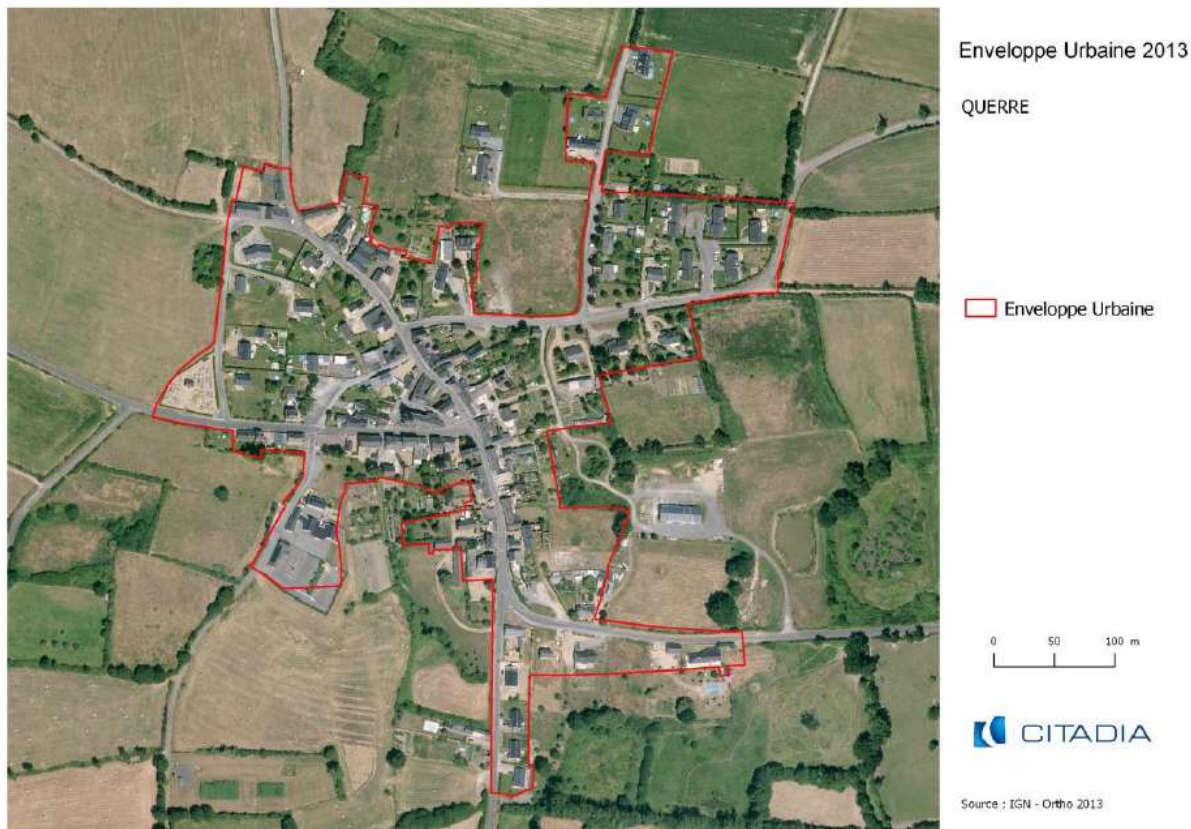 Enveloppe Urbaine 2013
QUERRE
Enveloppe Urbaine
0 50 100 m
CITADIA
Source : IGN - Ortho 2013